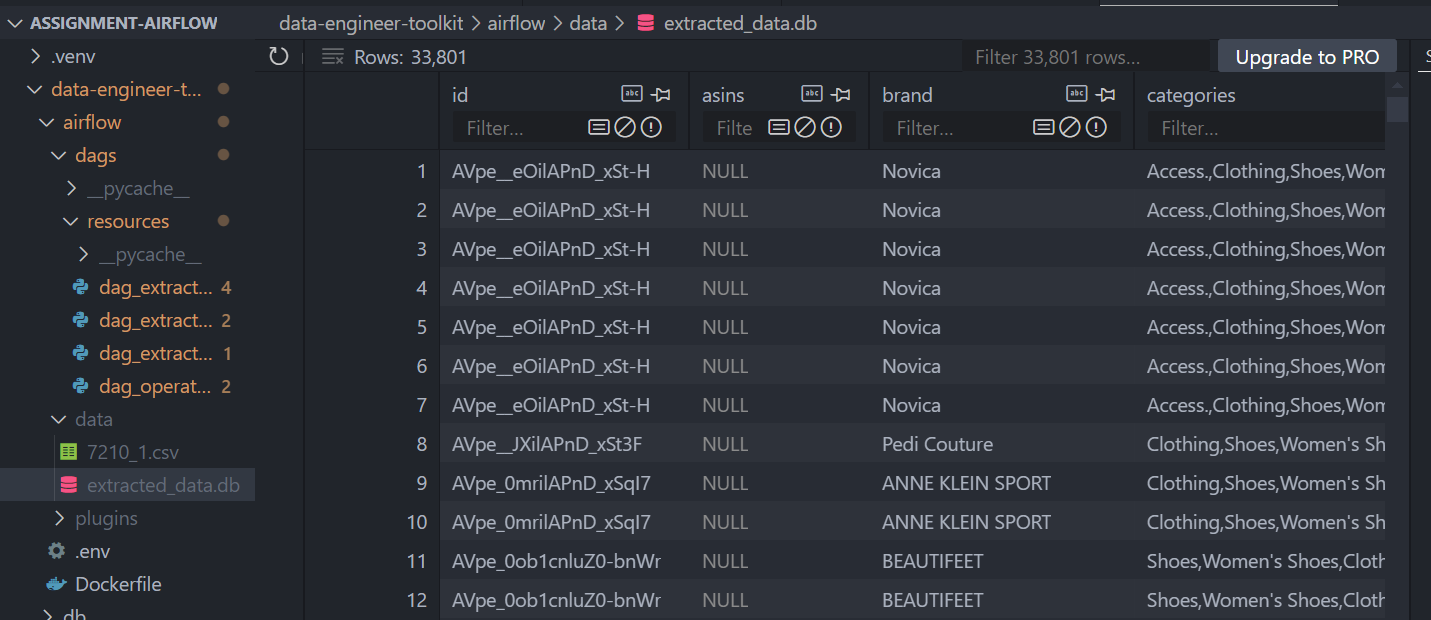 ASSIGNMENT-AIRFLOW
.venv
data-engineer-t...
airflow
dags
__pycache__
resources
__pycache__
dag_extract... 4
dag_extract... 2
dag_extract... 1
dag_operat... 2
data
7210_1.csv
extracted_data.db
plugins
.env
Dockerfile
db
data-engineer-toolkit > airflow > data > extracted_data.db
Rows: 33,801 Filter 33,801 rows... Upgrade to PRO
id abc asins abc brand abc categories
Filter... Filte Filter... Filter...
1 AVpe__eOilAPnD_xSt-H NULL Novica Access.,Clothing,Shoes,Wom
2 AVpe__eOilAPnD_xSt-H NULL Novica Access.,Clothing,Shoes,Wom
3 AVpe__eOilAPnD_xSt-H NULL Novica Access.,Clothing,Shoes,Wom
4 AVpe__eOilAPnD_xSt-H NULL Novica Access.,Clothing,Shoes,Wom
5 AVpe__eOilAPnD_xSt-H NULL Novica Access.,Clothing,Shoes,Wom
6 AVpe__eOilAPnD_xSt-H NULL Novica Access.,Clothing,Shoes,Wom
7 AVpe__eOilAPnD_xSt-H NULL Novica Access.,Clothing,Shoes,Wom
8 AVpe__JXilAPnD_xSt3F NULL Pedi Couture Clothing,Shoes,Women's Sh
9 AVpe_0mrilAPnD_xSqI7 NULL ANNE KLEIN SPORT Clothing,Shoes,Women's Sh
10 AVpe_0mrilAPnD_xSqI7 NULL ANNE KLEIN SPORT Clothing,Shoes,Women's Sh
11 AVpe_0ob1cnluZ0-bnWr NULL BEAUTIFEET Shoes,Women's Shoes,Cloth
12 AVpe_0ob1cnluZ0-bnWr NULL BEAUTIFEET Shoes,Women's Shoes,Cloth